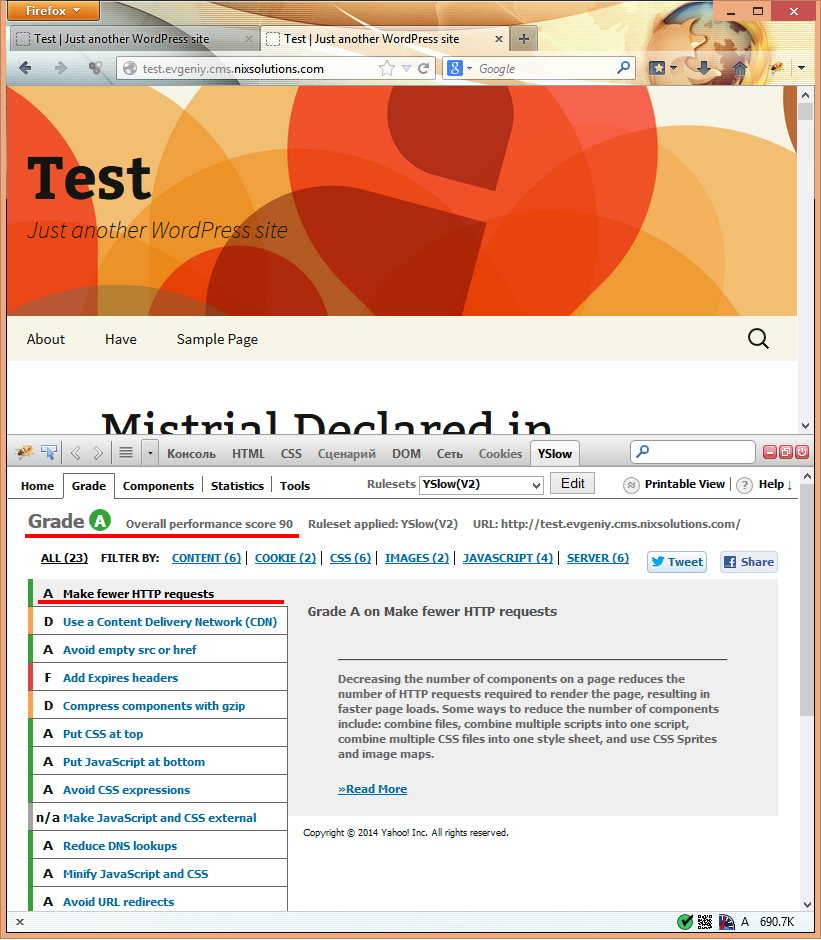 Firefox
Test | Just another WordPress site
Test | Just another WordPress site
test.evgeniy.cms.nixsolutions.com
Google
Test
Just another WordPress site
About Have Sample Page
Mistrial Declared in
Консоль HTML CSS Сценарий DOM Сеть Cookies YSlow
Home Grade Components Statistics Tools Rulesets YSlow(V2) Edit Printable View ? Help ↓
Grade A Overall performance score 90 Ruleset applied: YSlow(V2) URL: http://test.evgeniy.cms.nixsolutions.com/
ALL (23) FILTER BY: CONTENT (6) | COOKIE (2) | CSS (6) | IMAGES (2) | JAVASCRIPT (4) | SERVER (6) Tweet Share
A Make fewer HTTP requests
D Use a Content Delivery Network (CDN)
A Avoid empty src or href
F Add Expires headers
D Compress components with gzip
A Put CSS at top
A Put JavaScript at bottom
A Avoid CSS expressions
n/a Make JavaScript and CSS external
A Reduce DNS lookups
A Minify JavaScript and CSS
A Avoid URL redirects
Grade A on Make fewer HTTP requests
Decreasing the number of components on a page reduces the
number of HTTP requests required to render the page, resulting in
faster page loads. Some ways to reduce the number of components
include: combine files, combine multiple scripts into one script,
combine multiple CSS files into one style sheet, and use CSS Sprites
and image maps.
»Read More
Copyright © 2014 Yahoo! Inc. All rights reserved.
A 690.7K